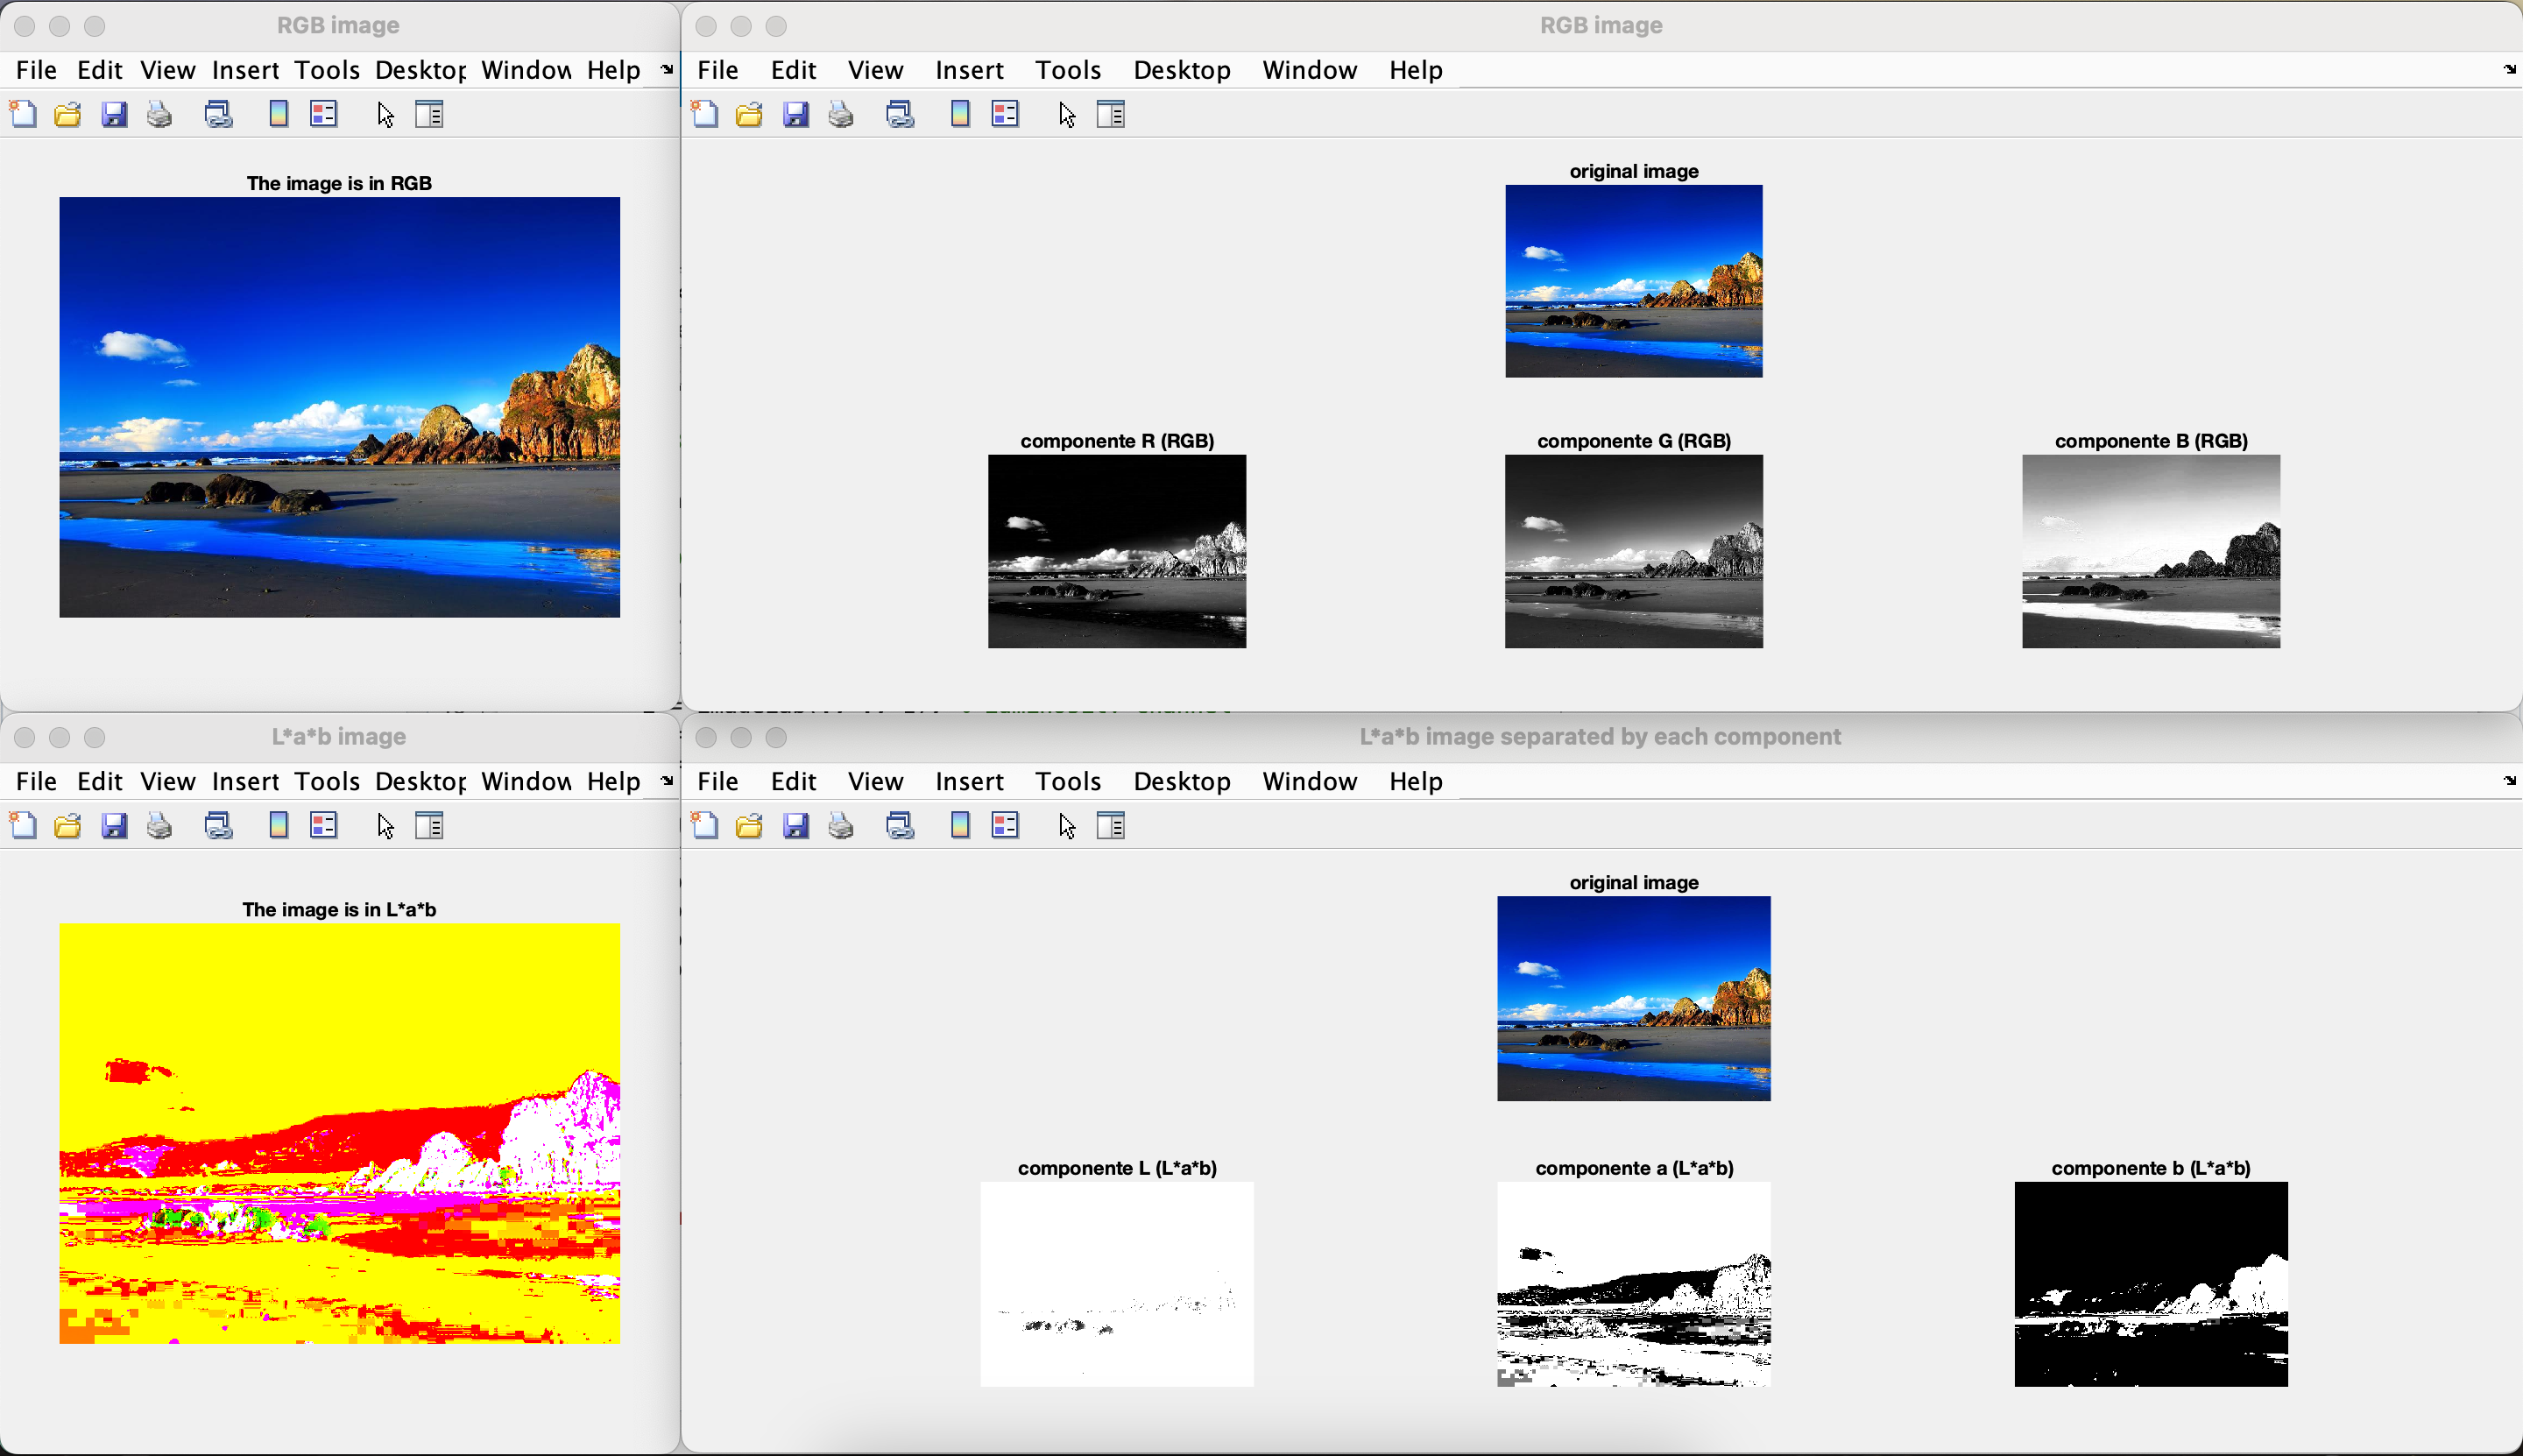 RGB image
File Edit View Insert Tools Desktop Window Help
The image is in RGB
RGB image
File Edit View Insert Tools Desktop Window Help
original image
componente R (RGB)
componente G (RGB)
componente B (RGB)
L*a*b image
File Edit View Insert Tools Desktop Window Help
The image is in L*a*b
L*a*b image separated by each component
File Edit View Insert Tools Desktop Window Help
original image
componente L (L*a*b)
componente a (L*a*b)
componente b (L*a*b)